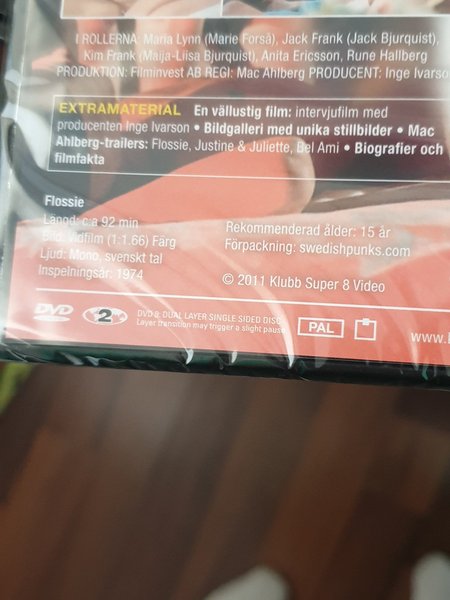 I ROLLERNA: Maria Lynn (Marie Forså), Jack Frank (Jack Bjurquist),
Kim Frank (Maija-Liisa Bjurquist), Anita Ericsson, Rune Hallberg
PRODUKTION: Filminvest AB REGI: Mac Ahlberg PRODUCENT: Inge Ivarso
EXTRAMATERIAL En vällustig film: intervjufilm med
producenten Inge Ivarson • Bildgalleri med unika stillbilder • Mac
Ahlberg-trailers: Flossie, Justine & Juliette, Bel Ami • Biografier och
filmfakta
Flossie
Längd: c:a 92 min
Bild: Vidfilm (1:1.66) Färg
Ljud: Mono, svenskt tal
Inspelningsår: 1974
Rekommenderad ålder: 15 år
Förpackning: swedishpunks.com
© 2011 Klubb Super 8 Video
DVD 2 DVD 9, DUAL LAYER SINGLE SIDED DISC
Layer transition may trigger a slight pause
PAL
www.